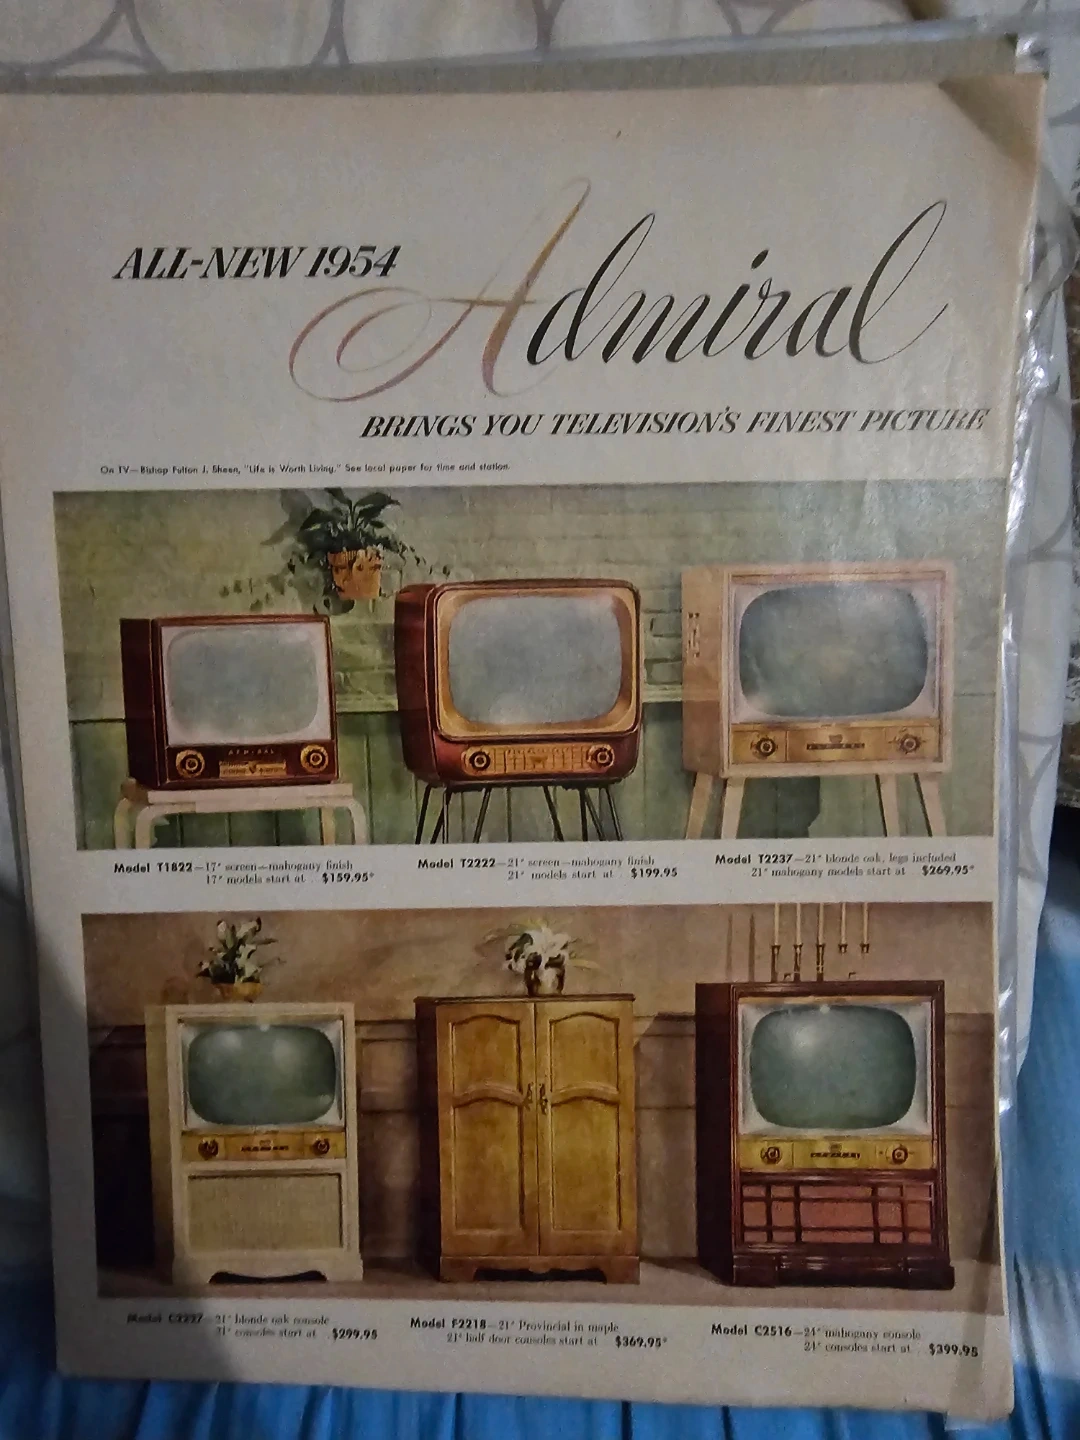 ALL-NEW 1954
Admiral
BRINGS YOU TELEVISION'S FINEST PICTURE
On TV—Bishop Fulton J. Sheen, "Life is Worth Living." See local paper for time and station.
ADMIRAL
Model T1822—17" screen—mahogany finish
17" models start at $159.95*
Model T2222—21" screen—mahogany finish
21" models start at $199.95
Model T2237—21" blonde oak, legs included
21" mahogany models start at $269.95*
Model C2227—21" blonde oak console
21" consoles start at $299.95
Model F2218—21" Provincial in maple
21" half door consoles start at $369.95*
Model C2516—24" mahogany console
24" consoles start at $399.95